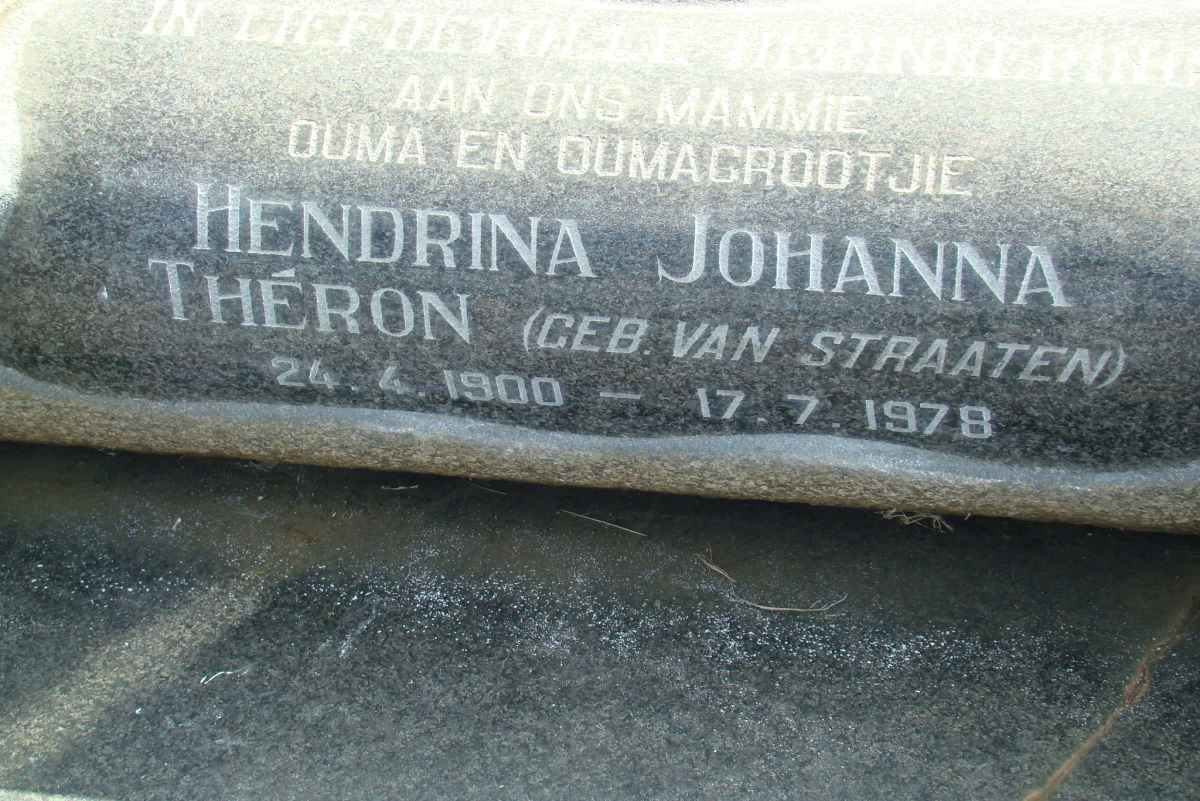 IN LIEFDEVOLLE HERINNERING
AAN ONS MAMMIE
OUMA EN OUMAGROOTJIE
HENDRINA JOHANNA
THÉRON (GEB. VAN STRAATEN)
24.4.1900 – 17.7.1978